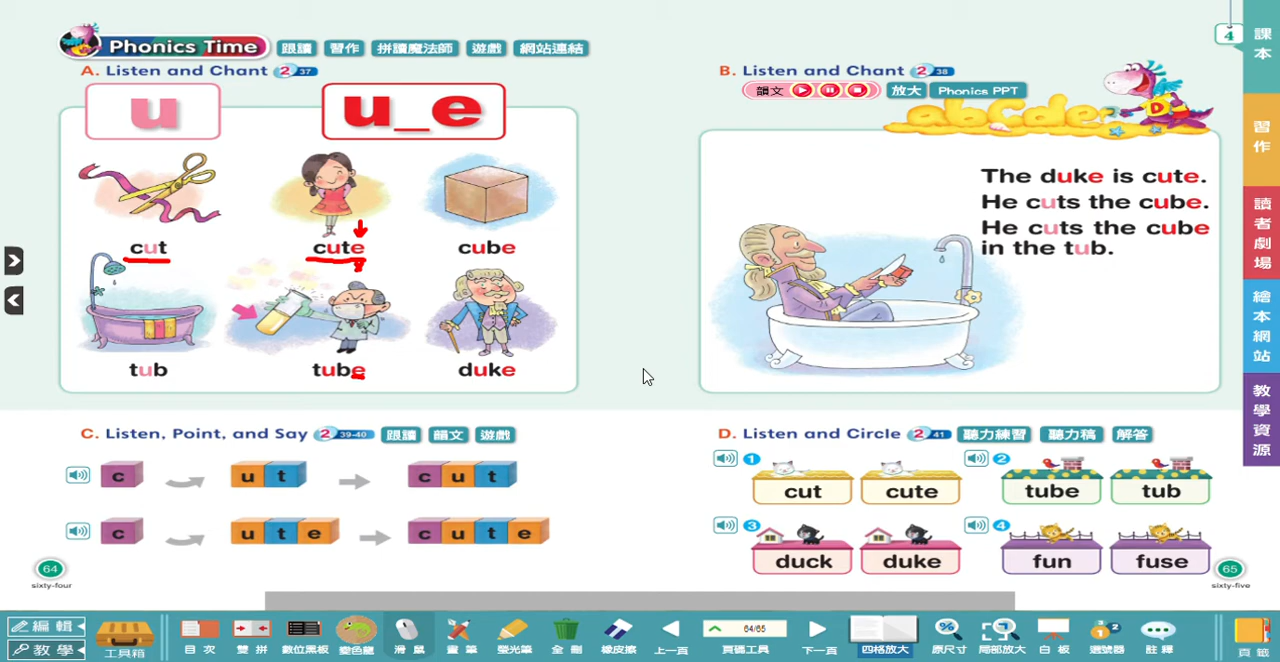 Phonics Time 跟讀 習作 拼讀魔法師 遊戲 網站連結
A. Listen and Chant 2 37
u
u_e
cut cute cube
tub tube duke
B. Listen and Chant 2 38
韻文 放大 Phonics PPT
abCde
D
The duke is cute.
He cuts the cube.
He cuts the cube
in the tub.
C. Listen, Point, and Say 2 39-40 跟讀 韻文 遊戲
c u t c u t
c u t e c u t e
D. Listen and Circle 2 41 聽力練習 聽力稿 解答
1 cut cute
2 tube tub
3 duck duke
4 fun fuse
64
sixty-four
65
sixty-five
4
課本
習作
讀者劇場
繪本網站
教學資源
編輯
教學
工具箱 目次 雙拼 數位黑板 變色龍 滑鼠 畫筆 螢光筆 全刪 橡皮擦 上一頁 64/65 頁碼工具 下一頁 四格放大 原尺寸 局部放大 白板 選號器 註釋 頁籤